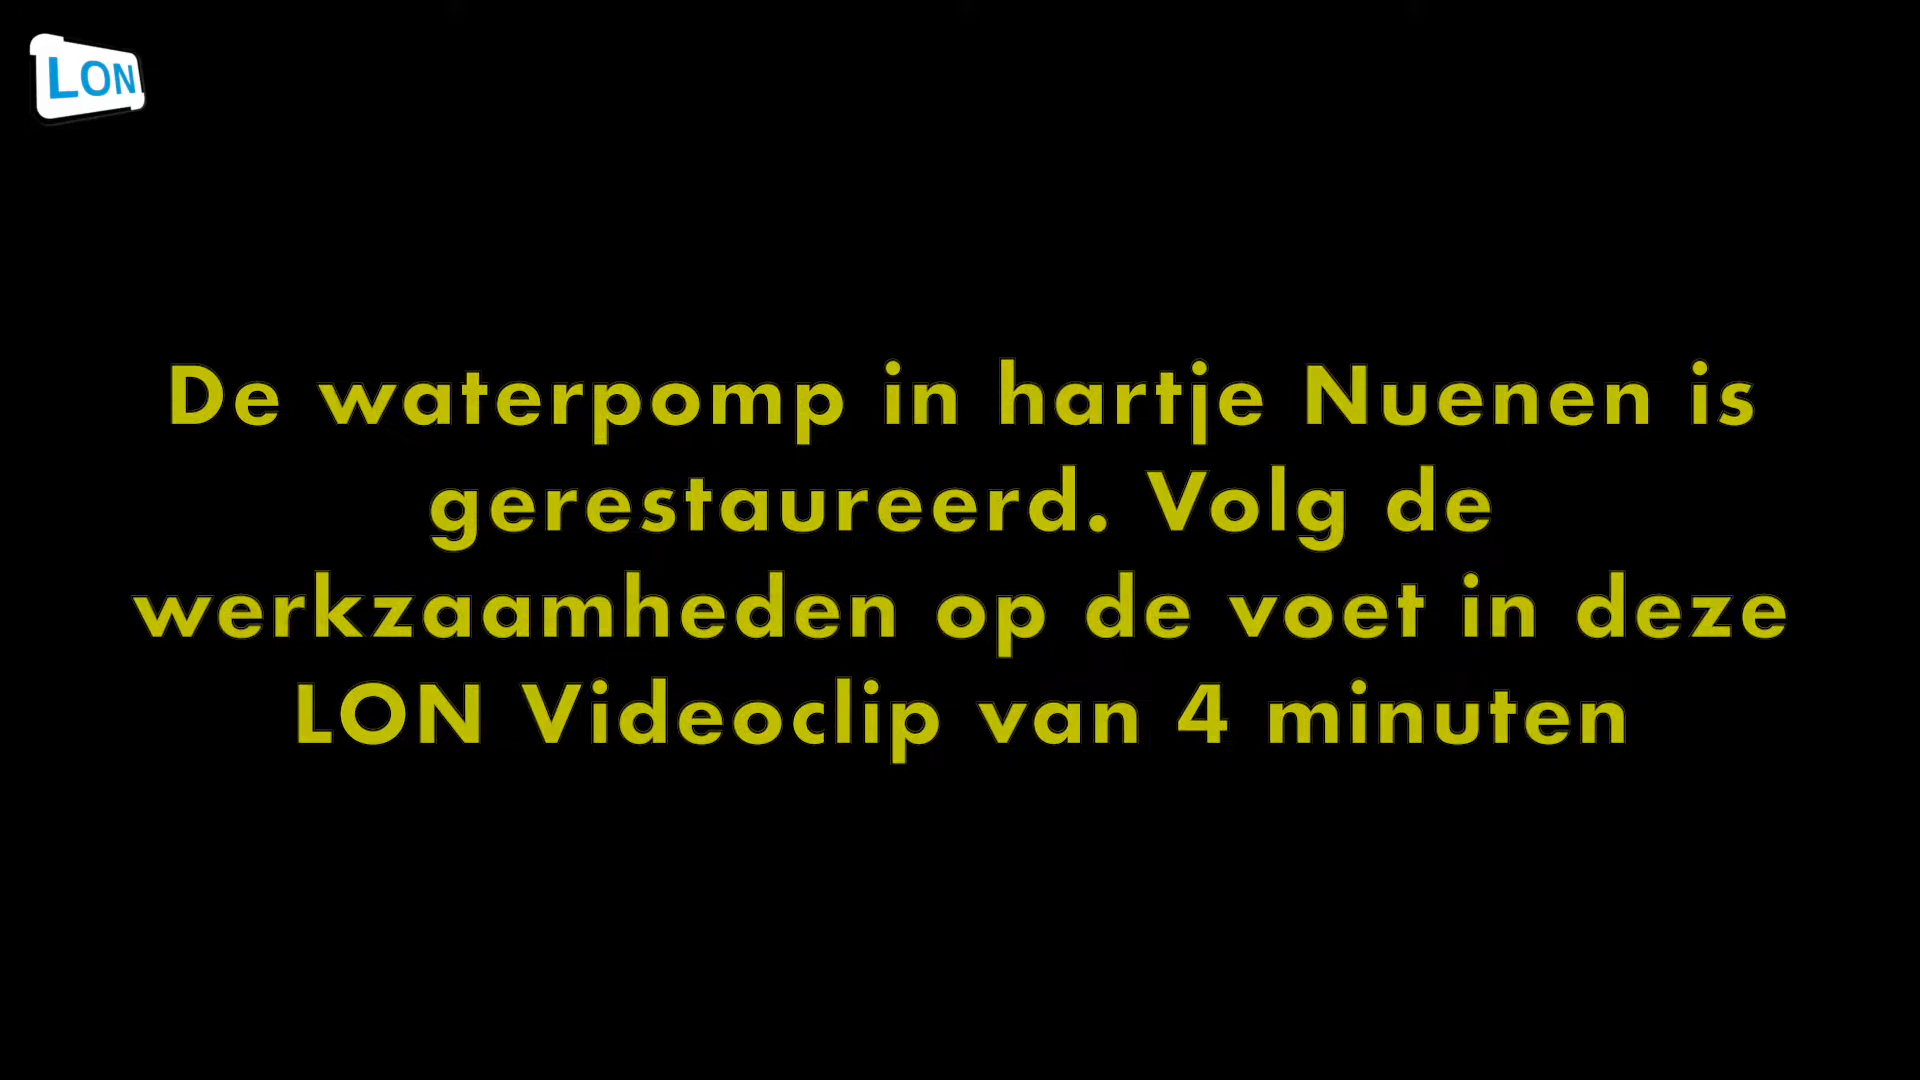 LON
De waterpomp in hartje Nuenen is
gerestaureerd. Volg de
werkzaamheden op de voet in deze
LON Videoclip van 4 minuten